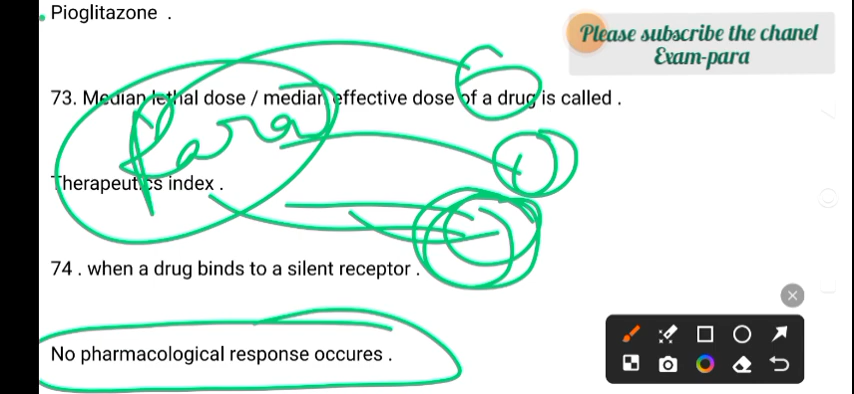 Pioglitazone .
Please subscribe the chanel
Exam-para
73. Median lethal dose / median effective dose of a drug is called .
Para
Therapeutics index .
74 . when a drug binds to a silent receptor .
No pharmacological response occures .